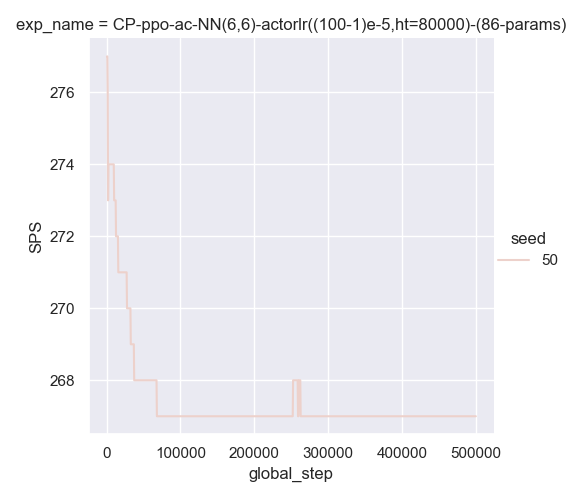 exp_name = CP-ppo-ac-NN(6,6)-actorlr((100-1)e-5,ht=80000)-(86-params)
276
274
272
270
268
SPS
0 100000 200000 300000 400000 500000
global_step
seed
50